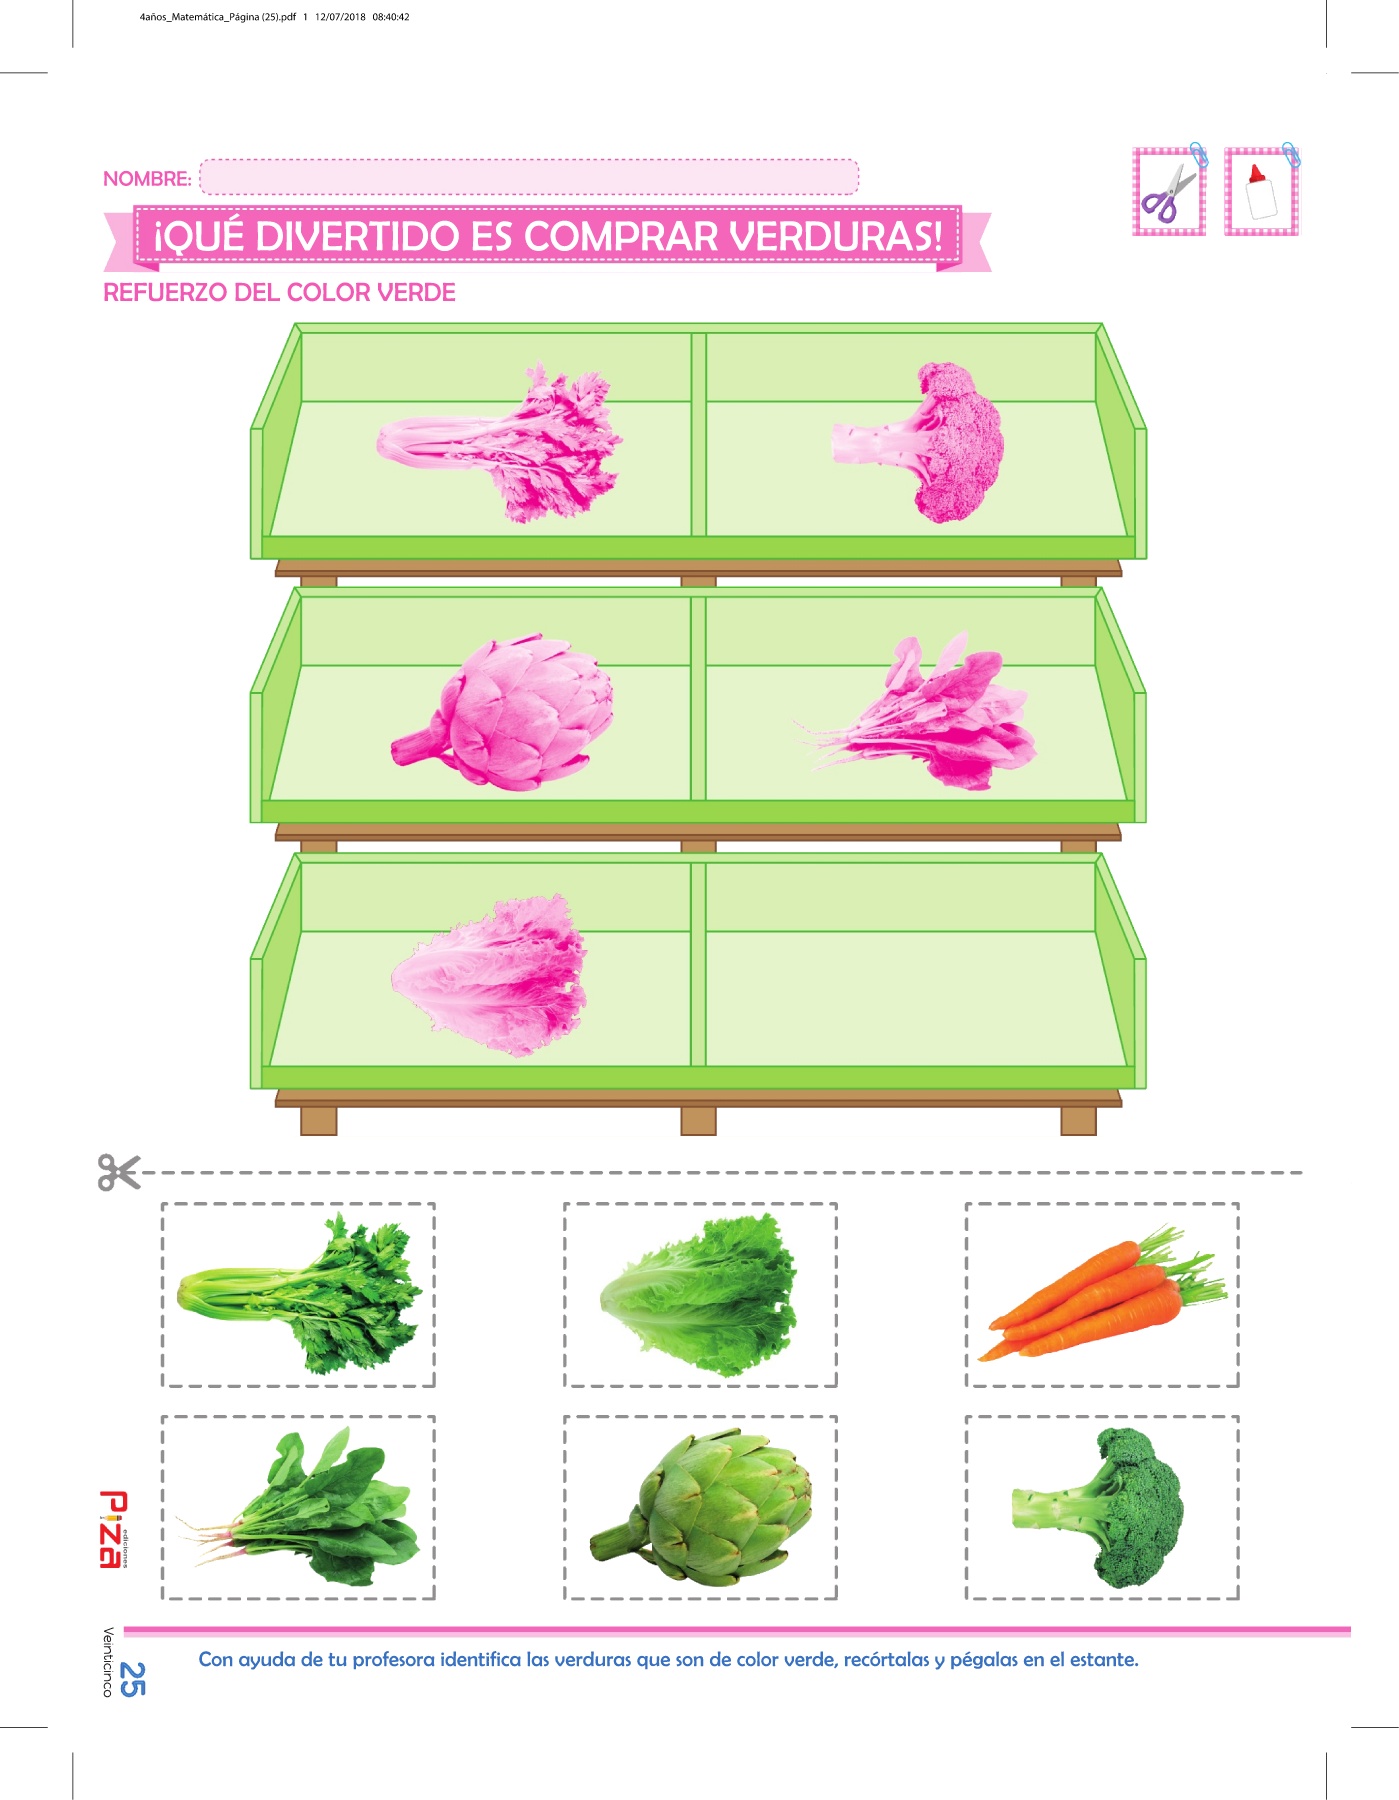 4años_Matemática_Página (25).pdf 1 12/07/2018 08:40:42
NOMBRE:
¡QUÉ DIVERTIDO ES COMPRAR VERDURAS!
REFUERZO DEL COLOR VERDE
Piza
ediciones
25
Veinticinco
Con ayuda de tu profesora identifica las verduras que son de color verde, recórtalas y pégalas en el estante.